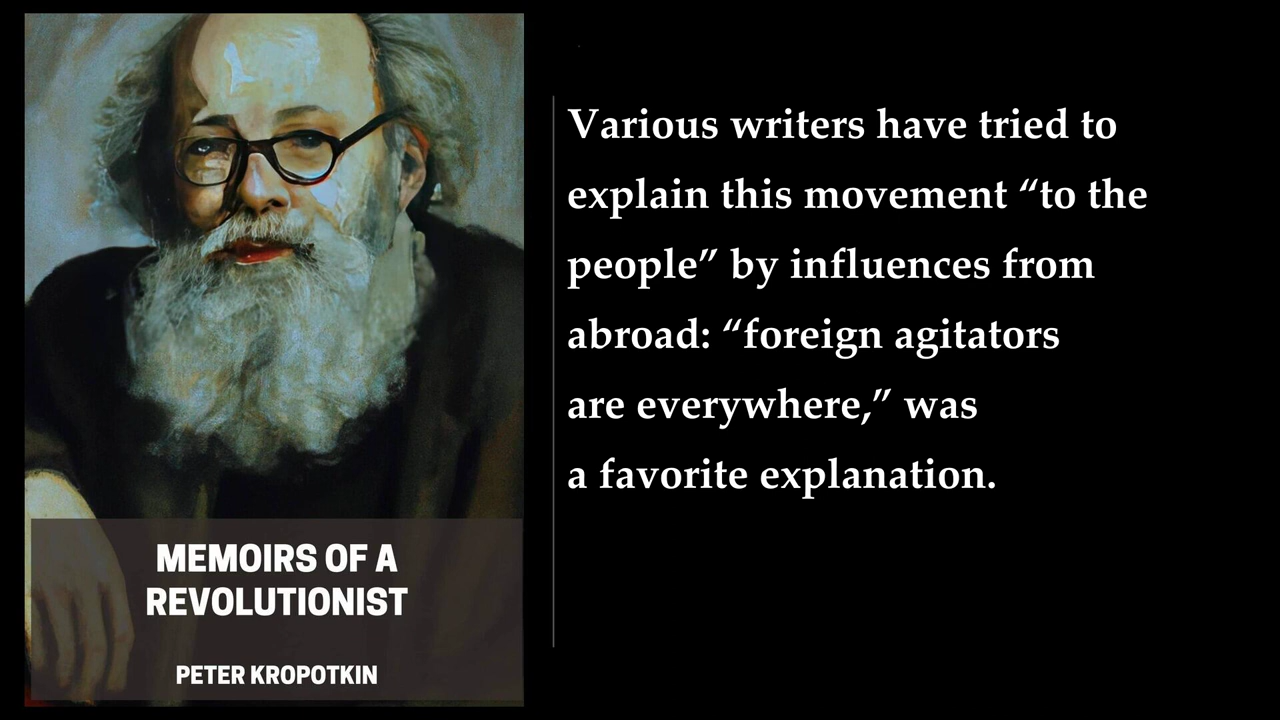 MEMOIRS OF A
REVOLUTIONIST
PETER KROPOTKIN
Various writers have tried to
explain this movement “to the
people” by influences from
abroad: “foreign agitators
are everywhere,” was
a favorite explanation.